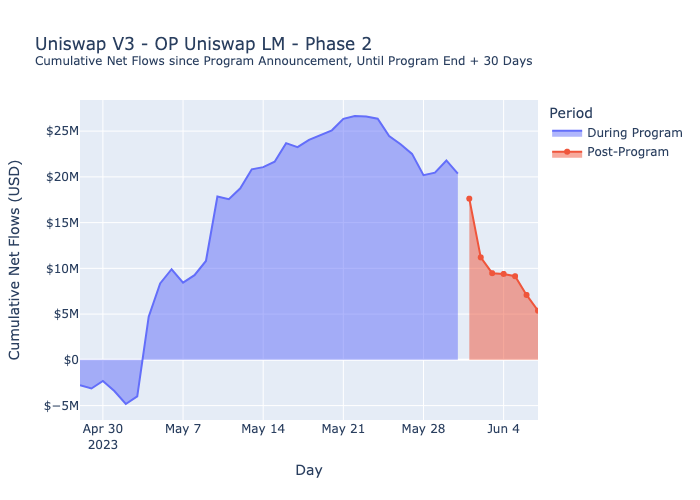 Uniswap V3 - OP Uniswap LM - Phase 2
Cumulative Net Flows since Program Announcement, Until Program End + 30 Days
Period
During Program
Post-Program
Cumulative Net Flows (USD)
$25M
$20M
$15M
$10M
$5M
$0
$−5M
Apr 30
2023
May 7
May 14
May 21
May 28
Jun 4
Day